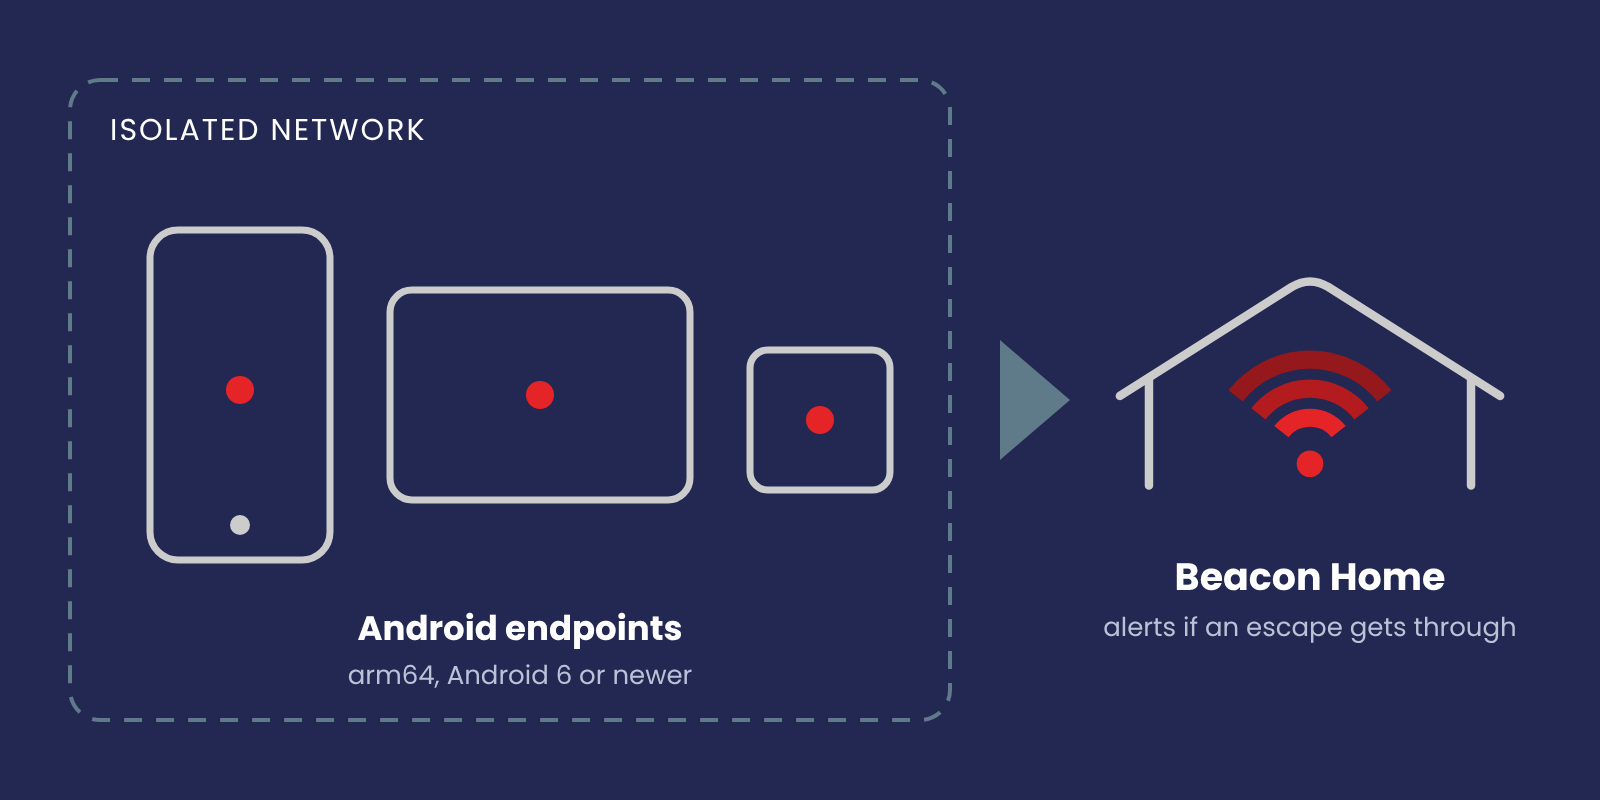 ISOLATED NETWORK
Android endpoints
arm64, Android 6 or newer
Beacon Home
alerts if an escape gets through